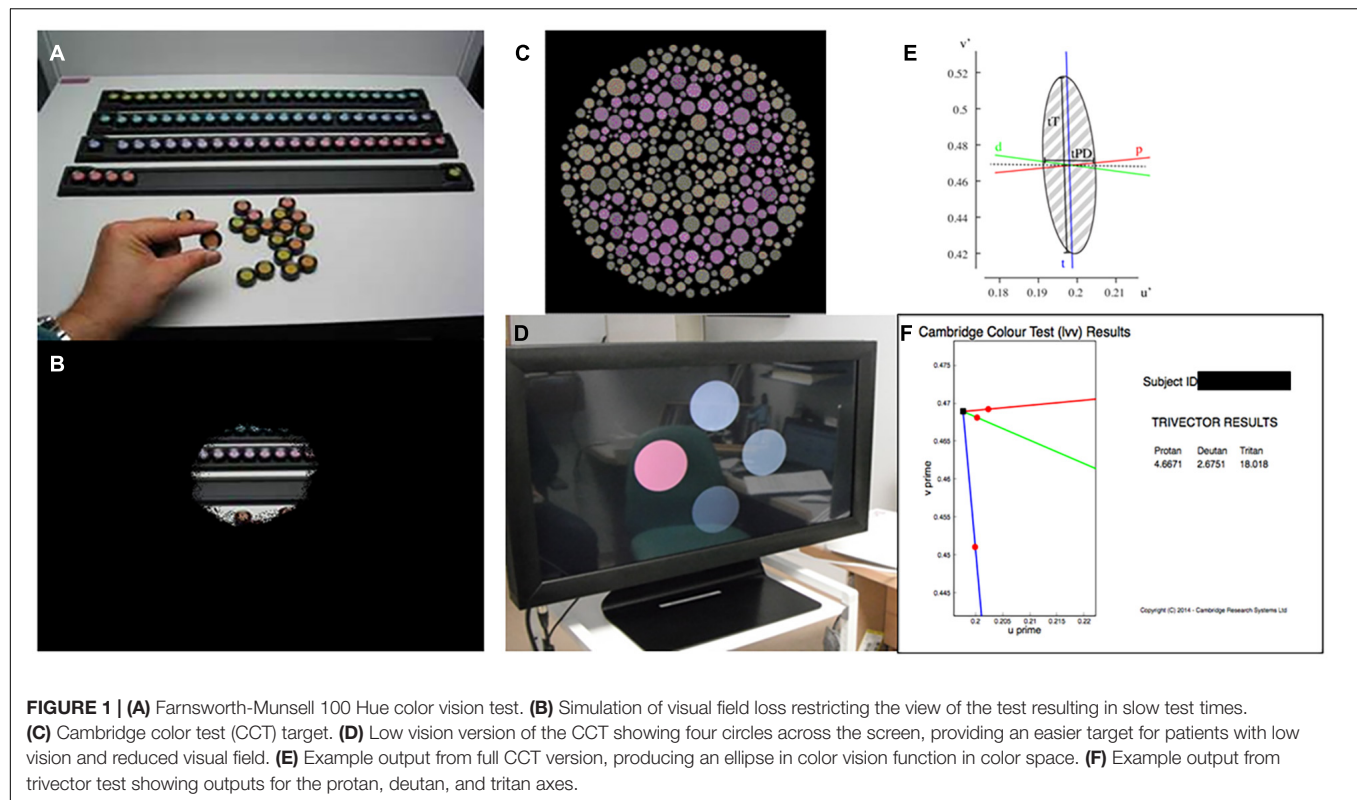 A
B
C
D
E
v'
0.52
0.5
0.48
0.46
0.44
0.42
tT
tPD
d
p
t
0.18 0.19 0.2 0.21 u'
F Cambridge Colour Test (lvv) Results
0.475
0.47
0.465
0.46
0.455
0.45
0.445
v prime
0.2 0.205 0.21 0.215 0.22
u prime
Subject ID
TRIVECTOR RESULTS
Protan Deutan Tritan
4.6671 2.6751 18.018
Copyright (C) 2014 - Cambridge Research Systems Ltd
FIGURE 1 | (A) Farnsworth-Munsell 100 Hue color vision test. (B) Simulation of visual field loss restricting the view of the test resulting in slow test times.
(C) Cambridge color test (CCT) target. (D) Low vision version of the CCT showing four circles across the screen, providing an easier target for patients with low
vision and reduced visual field. (E) Example output from full CCT version, producing an ellipse in color vision function in color space. (F) Example output from
trivector test showing outputs for the protan, deutan, and tritan axes.